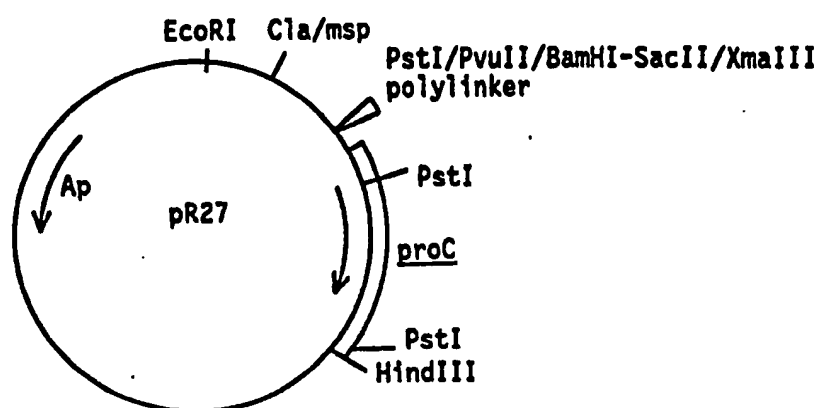 EcoRI
Cla/msp
PstI/PvuII/BamHI-SacII/XmaIII
polylinker
PstI
Ap
pR27
proC
PstI
HindIII